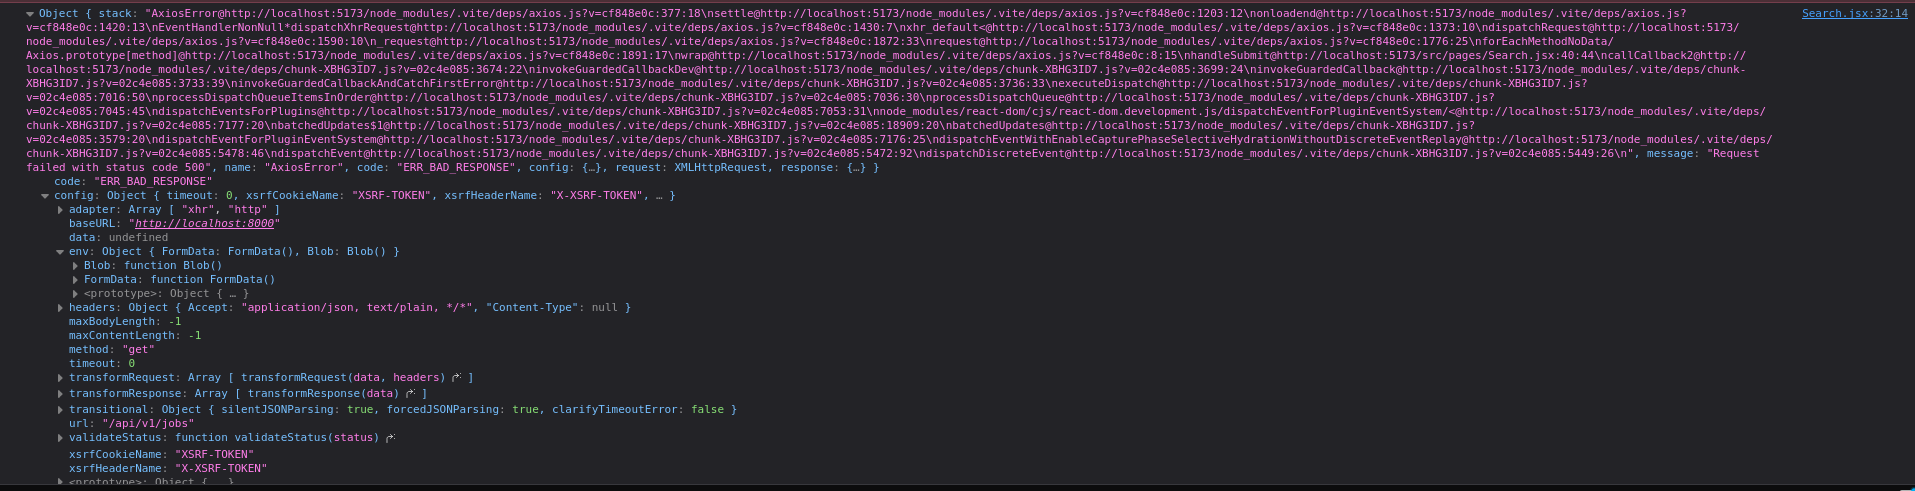 Object { stack: "AxiosError@http://localhost:5173/node_modules/.vite/deps/axios.js?v=cf848e0c:377:18\nsettle@http://localhost:5173/node_modules/.vite/deps/axios.js?v=cf848e0c:1203:12\nonloadend@http://localhost:5173/node_modules/.vite/deps/axios.js? Search.jsx:32:14
v=cf848e0c:1420:13\nEventHandlerNonNull*dispatchXhrRequest@http://localhost:5173/node_modules/.vite/deps/axios.js?v=cf848e0c:1430:7\nxhr_default<@http://localhost:5173/node_modules/.vite/deps/axios.js?v=cf848e0c:1373:10\ndispatchRequest@http://localhost:5173/
node_modules/.vite/deps/axios.js?v=cf848e0c:1590:10\n_request@http://localhost:5173/node_modules/.vite/deps/axios.js?v=cf848e0c:1872:33\nrequest@http://localhost:5173/node_modules/.vite/deps/axios.js?v=cf848e0c:1776:25\nforEachMethodNoData/
Axios.prototype[method]@http://localhost:5173/node_modules/.vite/deps/axios.js?v=cf848e0c:1891:17\nwrap@http://localhost:5173/node_modules/.vite/deps/axios.js?v=cf848e0c:8:15\nhandleSubmit@http://localhost:5173/src/pages/Search.jsx:40:44\ncallCallback2@http://
localhost:5173/node_modules/.vite/deps/chunk-XBHG3ID7.js?v=02c4e085:3674:22\ninvokeGuardedCallbackDev@http://localhost:5173/node_modules/.vite/deps/chunk-XBHG3ID7.js?v=02c4e085:3699:24\ninvokeGuardedCallback@http://localhost:5173/node_modules/.vite/deps/chunk-
XBHG3ID7.js?v=02c4e085:3733:39\ninvokeGuardedCallbackAndCatchFirstError@http://localhost:5173/node_modules/.vite/deps/chunk-XBHG3ID7.js?v=02c4e085:3736:33\nexecuteDispatch@http://localhost:5173/node_modules/.vite/deps/chunk-XBHG3ID7.js?
v=02c4e085:7016:50\nprocessDispatchQueueItemsInOrder@http://localhost:5173/node_modules/.vite/deps/chunk-XBHG3ID7.js?v=02c4e085:7036:30\nprocessDispatchQueue@http://localhost:5173/node_modules/.vite/deps/chunk-XBHG3ID7.js?
v=02c4e085:7045:45\ndispatchEventsForPlugins@http://localhost:5173/node_modules/.vite/deps/chunk-XBHG3ID7.js?v=02c4e085:7053:31\nnode_modules/react-dom/cjs/react-dom.development.js/dispatchEventForPluginEventSystem/<@http://localhost:5173/node_modules/.vite/deps/
chunk-XBHG3ID7.js?v=02c4e085:7177:20\nbatchedUpdates$1@http://localhost:5173/node_modules/.vite/deps/chunk-XBHG3ID7.js?v=02c4e085:18909:20\nbatchedUpdates@http://localhost:5173/node_modules/.vite/deps/chunk-XBHG3ID7.js?
v=02c4e085:3579:20\ndispatchEventForPluginEventSystem@http://localhost:5173/node_modules/.vite/deps/chunk-XBHG3ID7.js?v=02c4e085:7176:25\ndispatchEventWithEnableCapturePhaseSelectiveHydrationWithoutDiscreteEventReplay@http://localhost:5173/node_modules/.vite/deps/
chunk-XBHG3ID7.js?v=02c4e085:5478:46\ndispatchEvent@http://localhost:5173/node_modules/.vite/deps/chunk-XBHG3ID7.js?v=02c4e085:5472:92\ndispatchDiscreteEvent@http://localhost:5173/node_modules/.vite/deps/chunk-XBHG3ID7.js?v=02c4e085:5449:26\n", message: "Request
failed with status code 500", name: "AxiosError", code: "ERR_BAD_RESPONSE", config: {…}, request: XMLHttpRequest, response: {…} }
code: "ERR_BAD_RESPONSE"
config: Object { timeout: 0, xsrfCookieName: "XSRF-TOKEN", xsrfHeaderName: "X-XSRF-TOKEN", … }
adapter: Array [ "xhr", "http" ]
baseURL: "http://localhost:8000"
data: undefined
env: Object { FormData: FormData(), Blob: Blob() }
Blob: function Blob()
FormData: function FormData()
<prototype>: Object { … }
headers: Object { Accept: "application/json, text/plain, */*", "Content-Type": null }
maxBodyLength: -1
maxContentLength: -1
method: "get"
timeout: 0
transformRequest: Array [ transformRequest(data, headers) ]
transformResponse: Array [ transformResponse(data) ]
transitional: Object { silentJSONParsing: true, forcedJSONParsing: true, clarifyTimeoutError: false }
url: "/api/v1/jobs"
validateStatus: function validateStatus(status)
xsrfCookieName: "XSRF-TOKEN"
xsrfHeaderName: "X-XSRF-TOKEN"
<prototype>: Object { … }